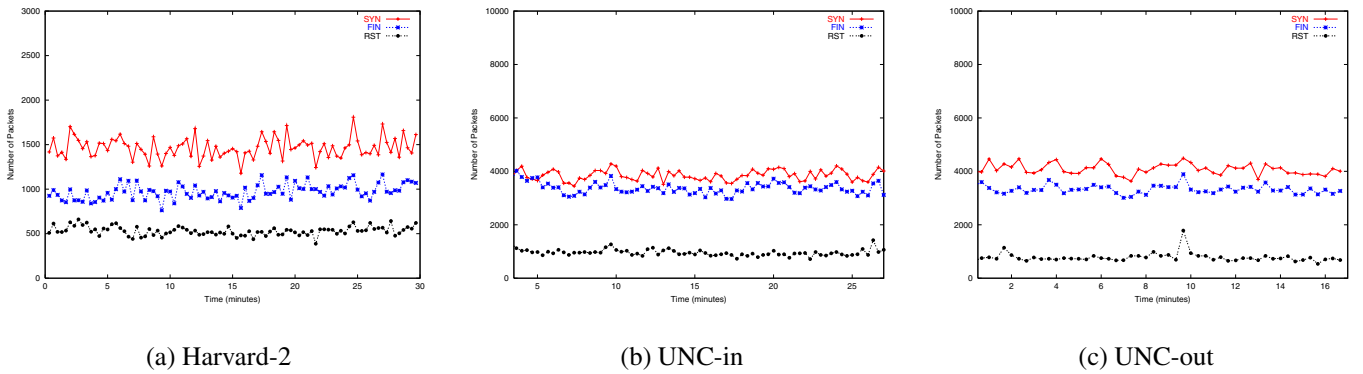 3000
2500
2000
1500
1000
500
0
Number of Packets
SYN
FIN
RST
0 5 10 15 20 25 30
Time (minutes)
(a) Harvard-2
10000
8000
6000
4000
2000
0
Number of Packets
SYN
FIN
RST
5 10 15 20 25
Time (minutes)
(b) UNC-in
10000
8000
6000
4000
2000
0
Number of Packets
SYN
FIN
RST
2 4 6 8 10 12 14 16
Time (minutes)
(c) UNC-out